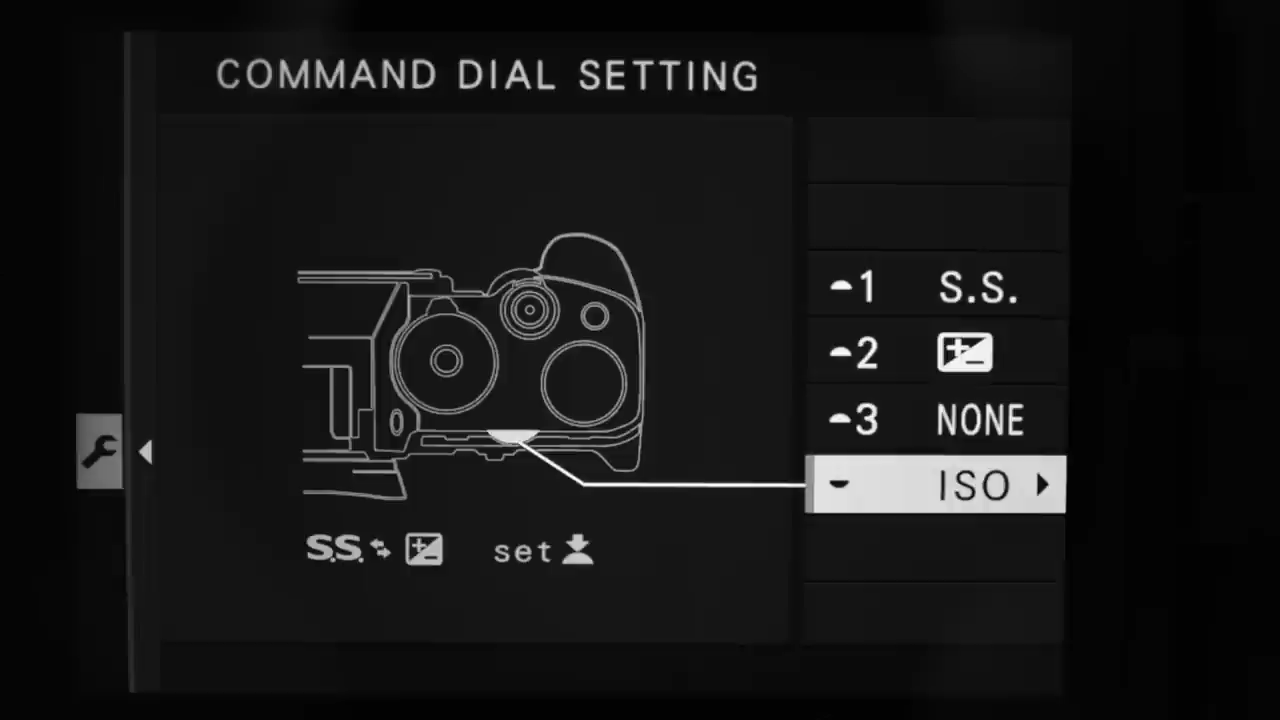 COMMAND DIAL SETTING
1 S.S.
2
3 NONE
ISO
S.S. set